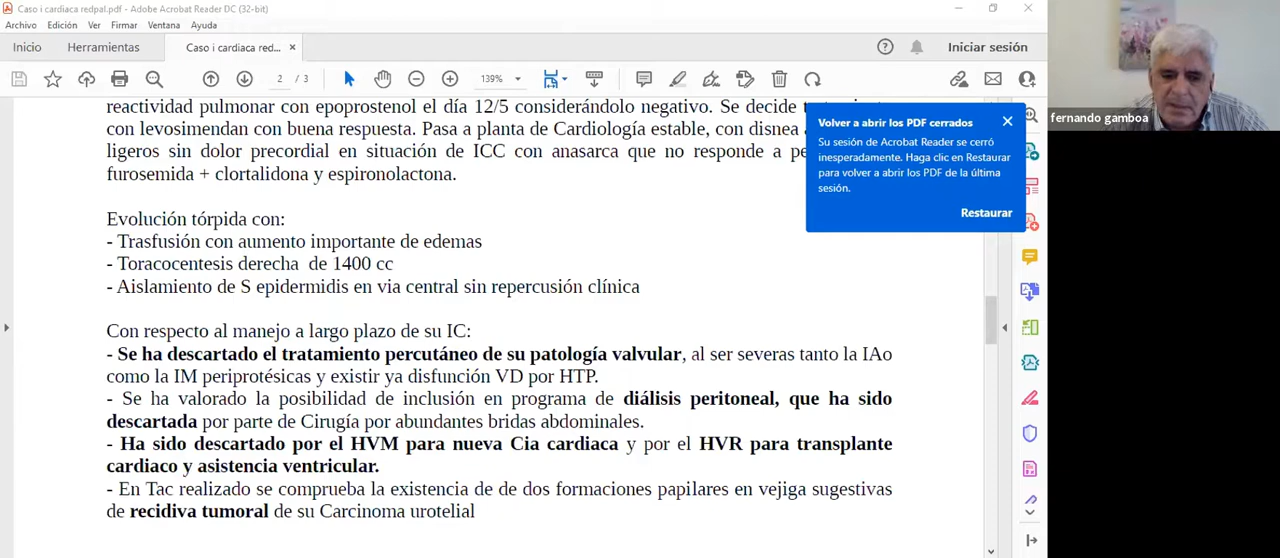 Caso i cardiaca redpal.pdf - Adobe Acrobat Reader DC (32-bit)
Archivo Edición Ver Firmar Ventana Ayuda
Inicio Herramientas Caso i cardiaca red... × Iniciar sesión
2 / 3 139%
fernando gamboa
reactividad pulmonar con epoprostenol el día 12/5 considerándolo negativo. Se decide
con levosimendan con buena respuesta. Pasa a planta de Cardiología estable, con disnea
ligeros sin dolor precordial en situación de ICC con anasarca que no responde a
furosemida + clortalidona y espironolactona.
Volver a abrir los PDF cerrados
Su sesión de Acrobat Reader se cerró
inesperadamente. Haga clic en Restaurar
para volver a abrir los PDF de la última
sesión.
Restaurar
Evolución tórpida con:
- Trasfusión con aumento importante de edemas
- Toracocentesis derecha de 1400 cc
- Aislamiento de S epidermidis en via central sin repercusión clínica
Con respecto al manejo a largo plazo de su IC:
- Se ha descartado el tratamiento percutáneo de su patología valvular, al ser severas tanto la IAo
como la IM periprotésicas y existir ya disfunción VD por HTP.
- Se ha valorado la posibilidad de inclusión en programa de diálisis peritoneal, que ha sido
descartada por parte de Cirugía por abundantes bridas abdominales.
- Ha sido descartado por el HVM para nueva Cia cardiaca y por el HVR para transplante
cardiaco y asistencia ventricular.
- En Tac realizado se comprueba la existencia de de dos formaciones papilares en vejiga sugestivas
de recidiva tumoral de su Carcinoma urotelial